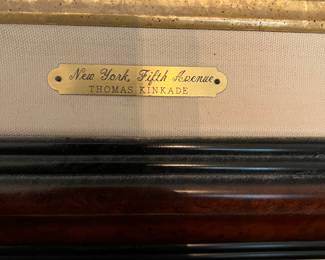 New York, Fifth Avenue
THOMAS KINKADE